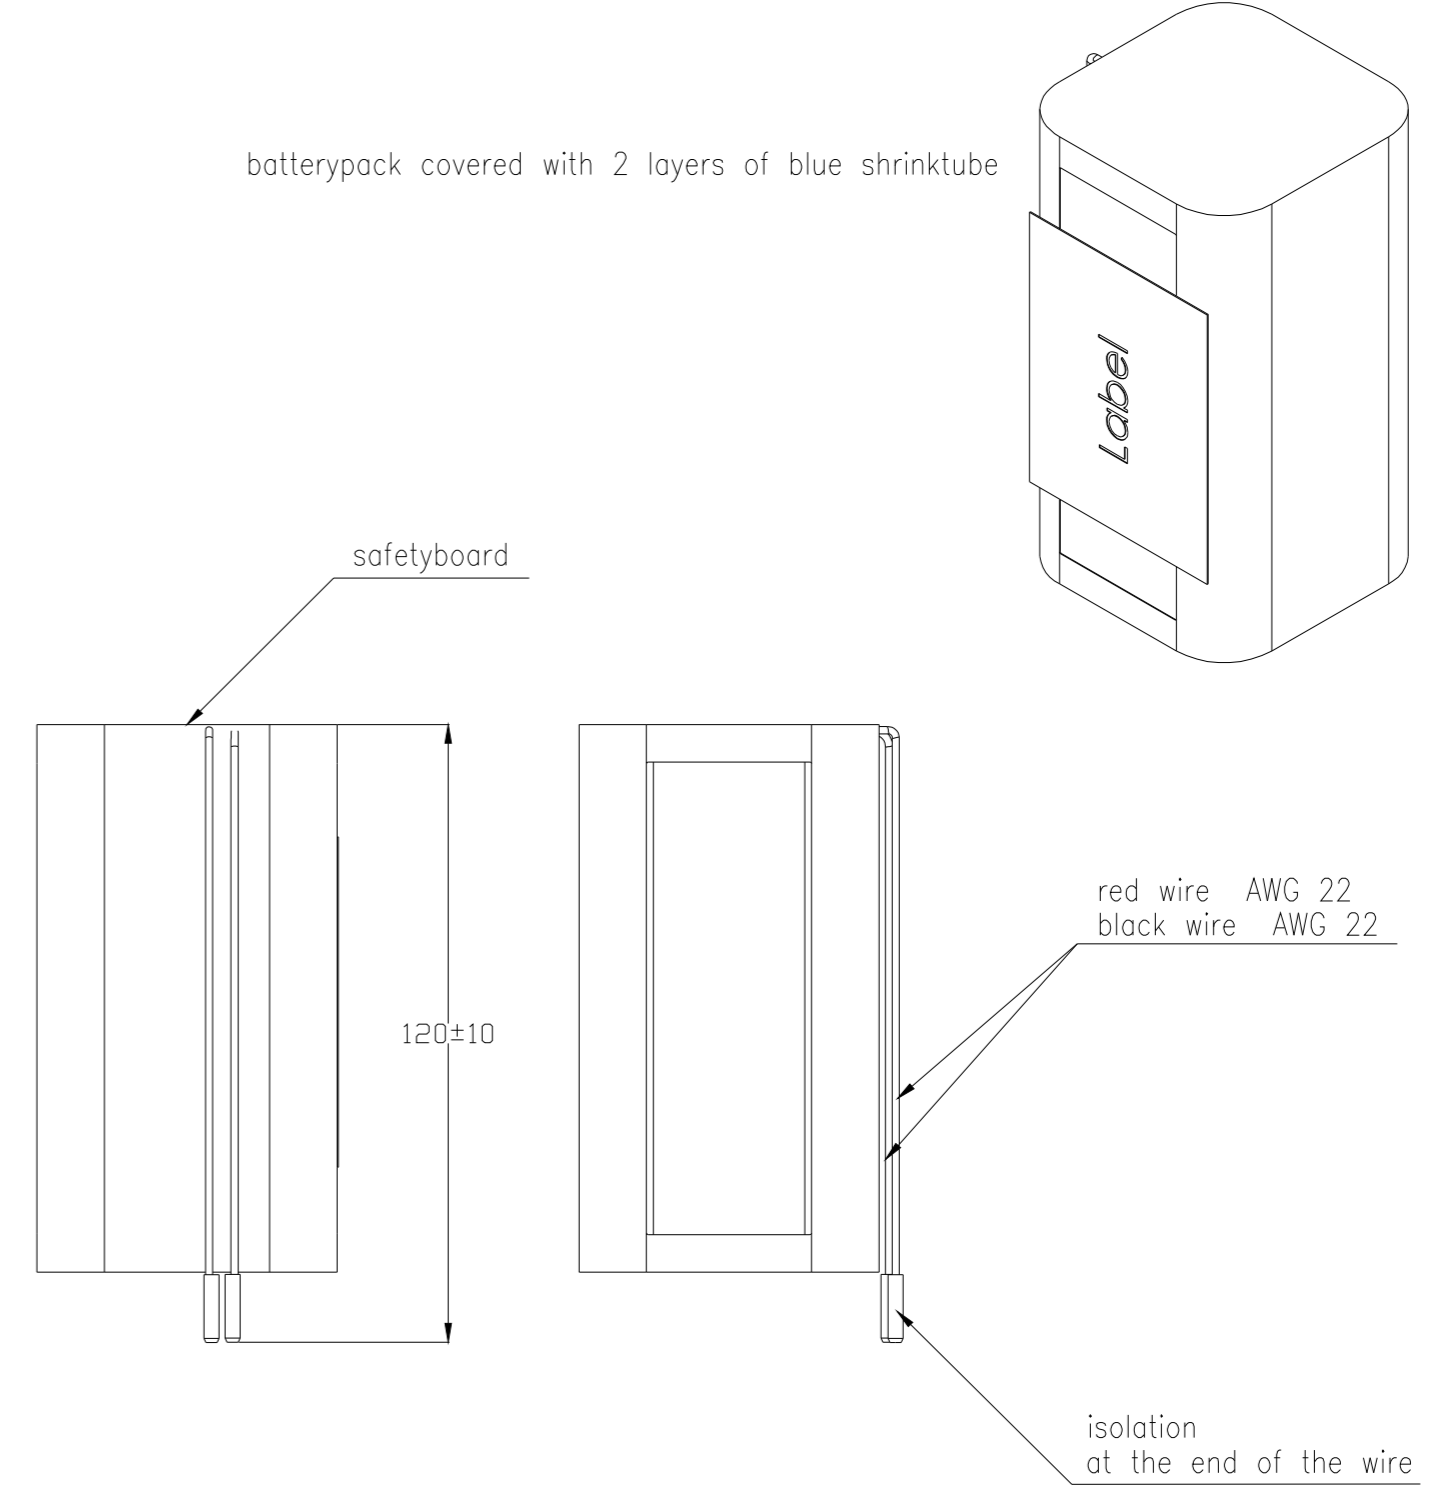 batterypack covered with 2 layers of blue shrinktube
Label
safetyboard
red wire AWG 22
black wire AWG 22
120±10
isolation
at the end of the wire